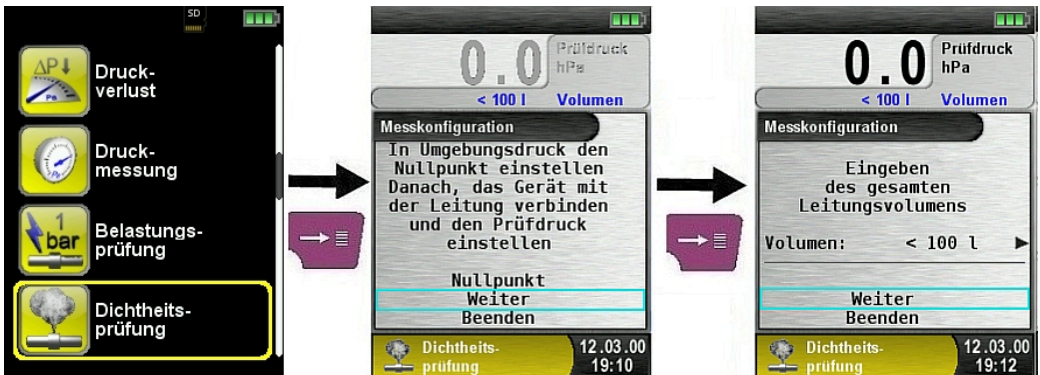 SD
ΔP↓
Pa
Druck-
verlust
Druck-
messung
1
bar
Belastungs-
prüfung
Dichtheits-
prüfung
0.0
Prüfdruck
hPa
< 100 l Volumen
Messkonfiguration
In Umgebungsdruck den
Nullpunkt einstellen
Danach, das Gerät mit
der Leitung verbinden
und den Prüfdruck
einstellen
Nullpunkt
Weiter
Beenden
Dichtheits-
prüfung
12.03.00
19:10
0.0
Prüfdruck
hPa
< 100 l Volumen
Messkonfiguration
Eingeben
des gesamten
Leitungsvolumens
Volumen: < 100 l
Weiter
Beenden
Dichtheits-
prüfung
12.03.00
19:12